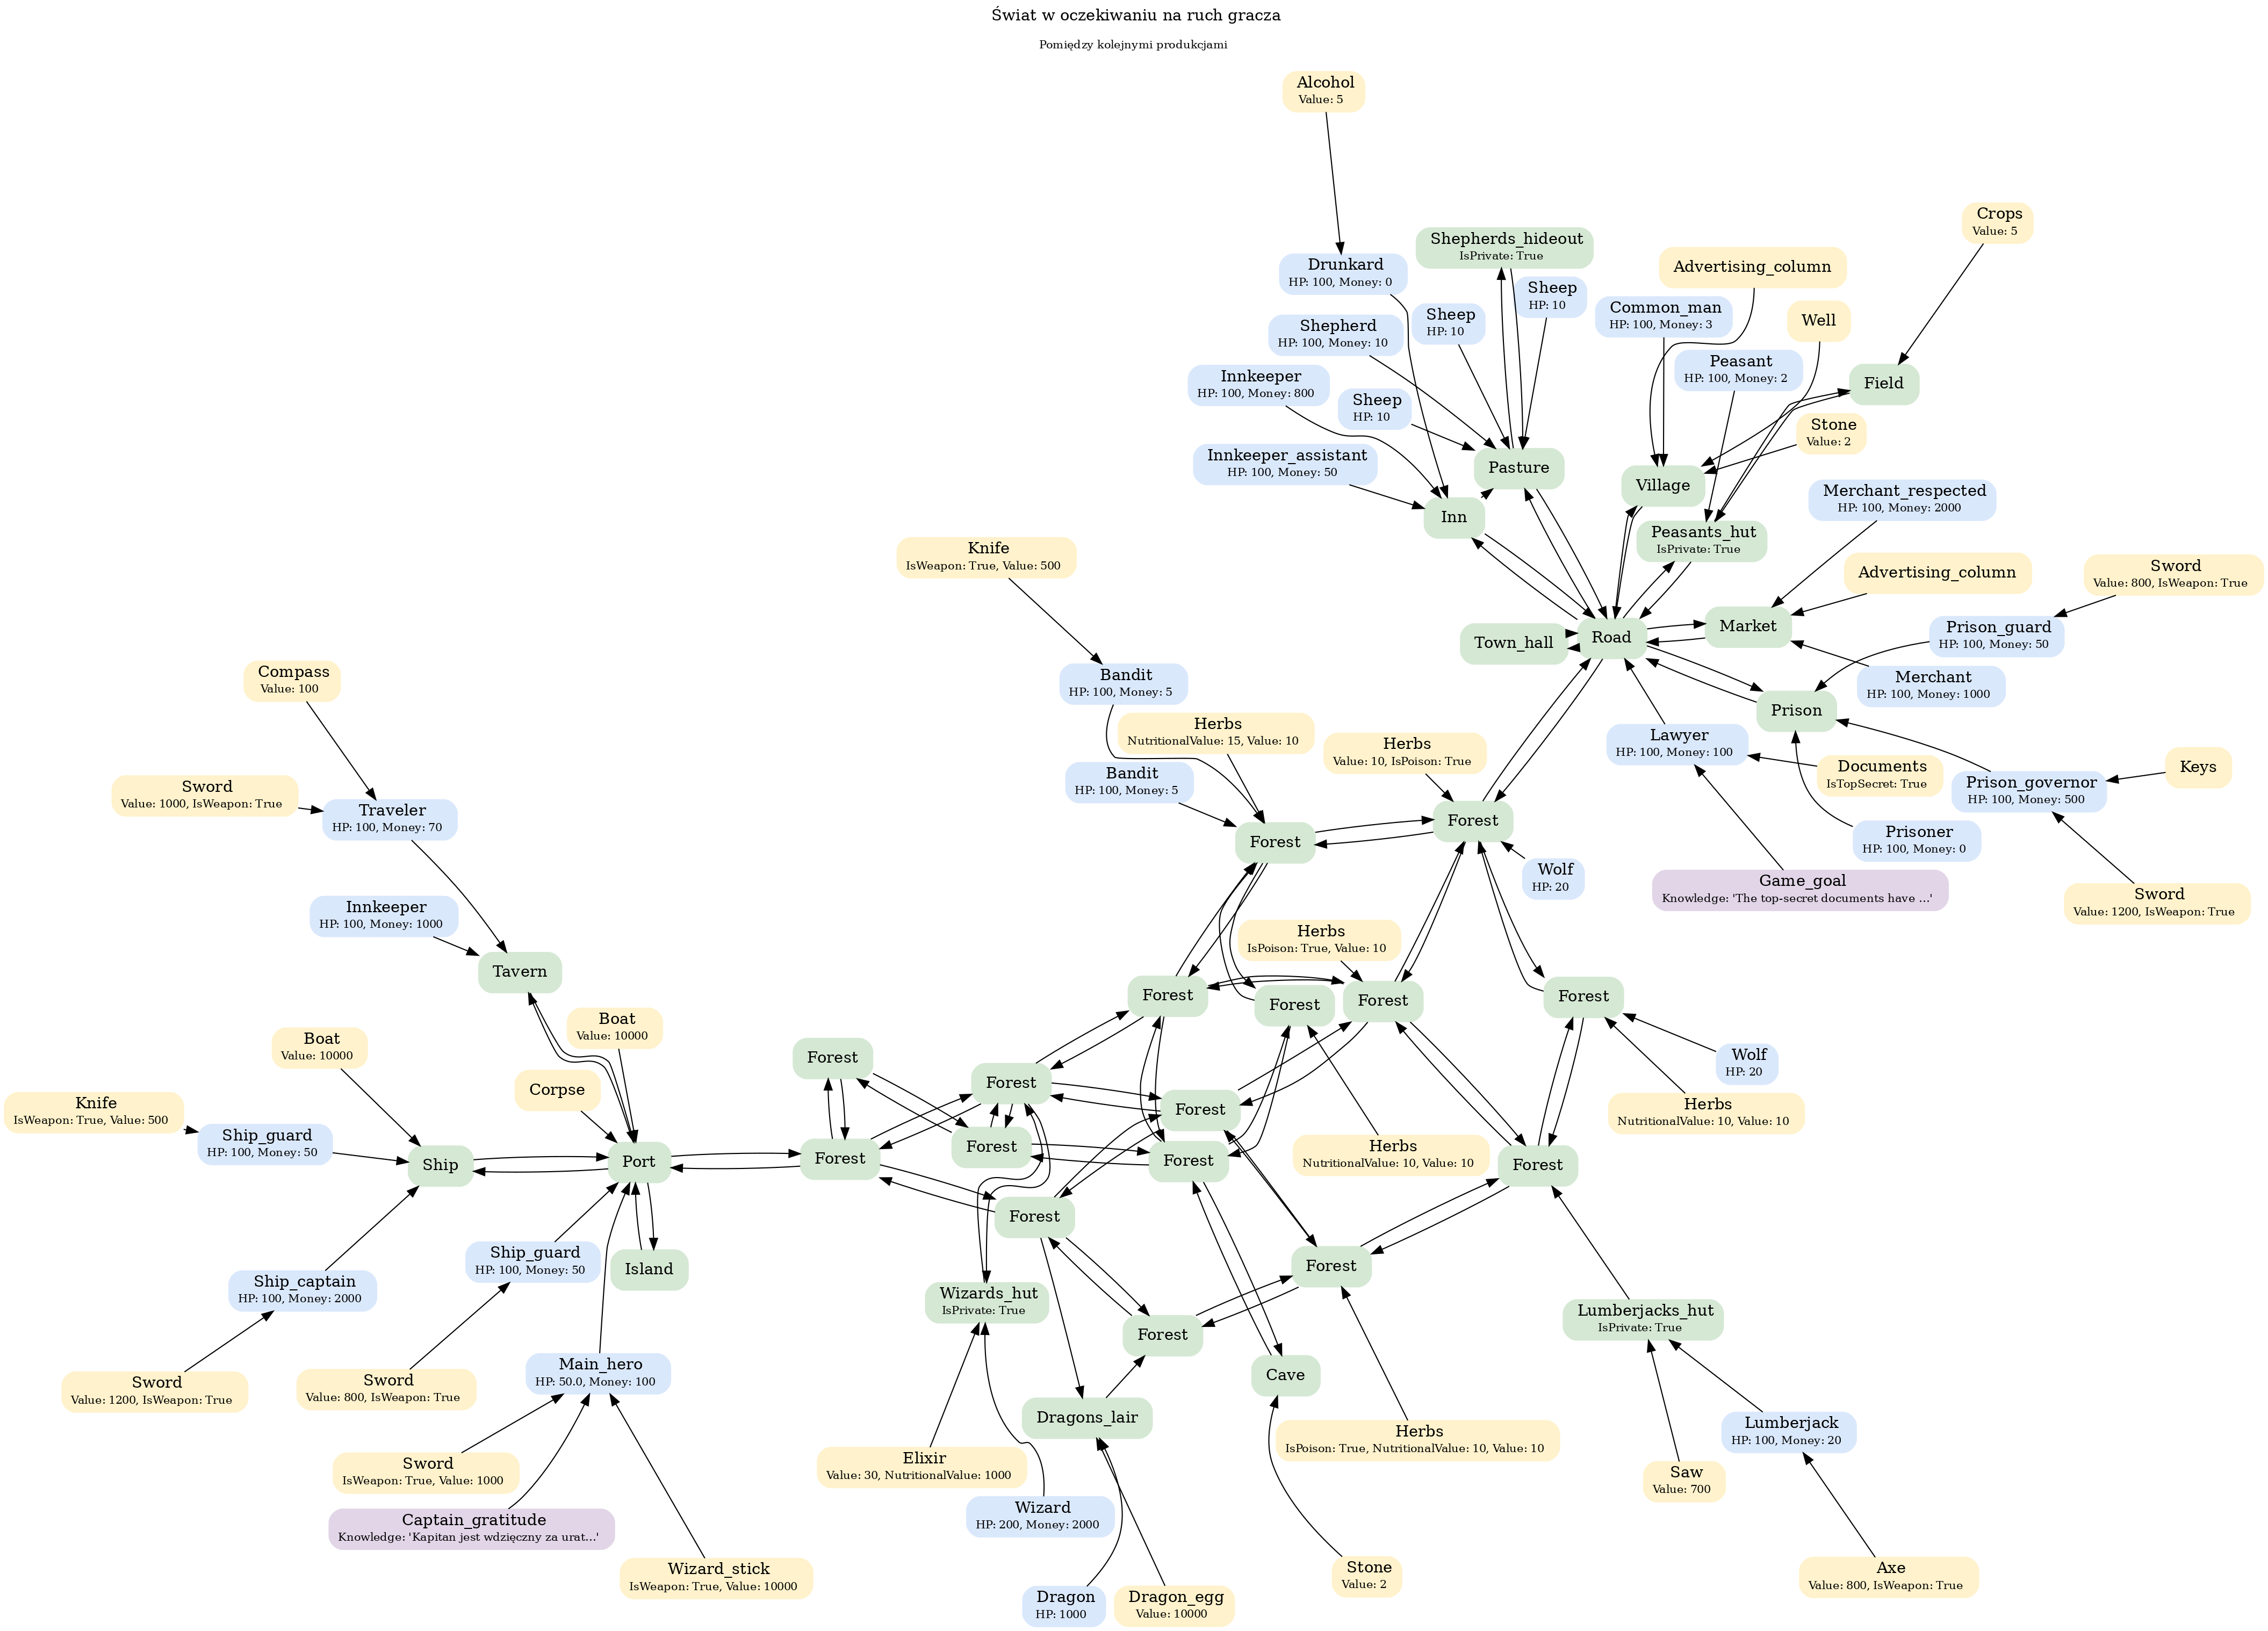 Świat w oczekiwaniu na ruch gracza
Pomiędzy kolejnymi produkcjami
Alcohol
Value: 5
Crops
Value: 5
Shepherds_hideout
IsPrivate: True
Drunkard
HP: 100, Money: 0
Advertising_column
Sheep
HP: 10
Common_man
HP: 100, Money: 3
Well
Sheep
HP: 10
Shepherd
HP: 100, Money: 10
Peasant
HP: 100, Money: 2
Innkeeper
HP: 100, Money: 800
Field
Sheep
HP: 10
Stone
Value: 2
Innkeeper_assistant
HP: 100, Money: 50
Pasture
Village
Merchant_respected
HP: 100, Money: 2000
Inn
Peasants_hut
IsPrivate: True
Knife
IsWeapon: True, Value: 500
Advertising_column
Sword
Value: 800, IsWeapon: True
Market
Road
Town_hall
Prison_guard
HP: 100, Money: 50
Compass
Value: 100
Bandit
HP: 100, Money: 5
Merchant
HP: 100, Money: 1000
Prison
Herbs
NutritionalValue: 15, Value: 10
Herbs
Value: 10, IsPoison: True
Lawyer
HP: 100, Money: 100
Documents
IsTopSecret: True
Keys
Bandit
HP: 100, Money: 5
Sword
Value: 1000, IsWeapon: True
Prison_governor
HP: 100, Money: 500
Traveler
HP: 100, Money: 70
Forest
Forest
Prisoner
HP: 100, Money: 0
Wolf
HP: 20
Game_goal
Knowledge: 'The top-secret documents have ...'
Sword
Value: 1200, IsWeapon: True
Innkeeper
HP: 100, Money: 1000
Herbs
IsPoison: True, Value: 10
Tavern
Forest
Forest
Forest
Forest
Boat
Value: 10000
Boat
Value: 10000
Forest
Wolf
HP: 20
Forest
Corpse
Knife
IsWeapon: True, Value: 500
Forest
Herbs
NutritionalValue: 10, Value: 10
Ship_guard
HP: 100, Money: 50
Forest
Herbs
NutritionalValue: 10, Value: 10
Ship
Port
Forest
Forest
Forest
Forest
Ship_guard
HP: 100, Money: 50
Island
Forest
Ship_captain
HP: 100, Money: 2000
Wizards_hut
IsPrivate: True
Lumberjacks_hut
IsPrivate: True
Forest
Main_hero
HP: 50.0, Money: 100
Cave
Sword
Value: 1200, IsWeapon: True
Sword
Value: 800, IsWeapon: True
Dragons_lair
Herbs
IsPoison: True, NutritionalValue: 10, Value: 10
Lumberjack
HP: 100, Money: 20
Elixir
Value: 30, NutritionalValue: 1000
Sword
IsWeapon: True, Value: 1000
Saw
Value: 700
Wizard
HP: 200, Money: 2000
Captain_gratitude
Knowledge: 'Kapitan jest wdzięczny za urat...'
Wizard_stick
IsWeapon: True, Value: 10000
Stone
Value: 2
Axe
Value: 800, IsWeapon: True
Dragon
HP: 1000
Dragon_egg
Value: 10000